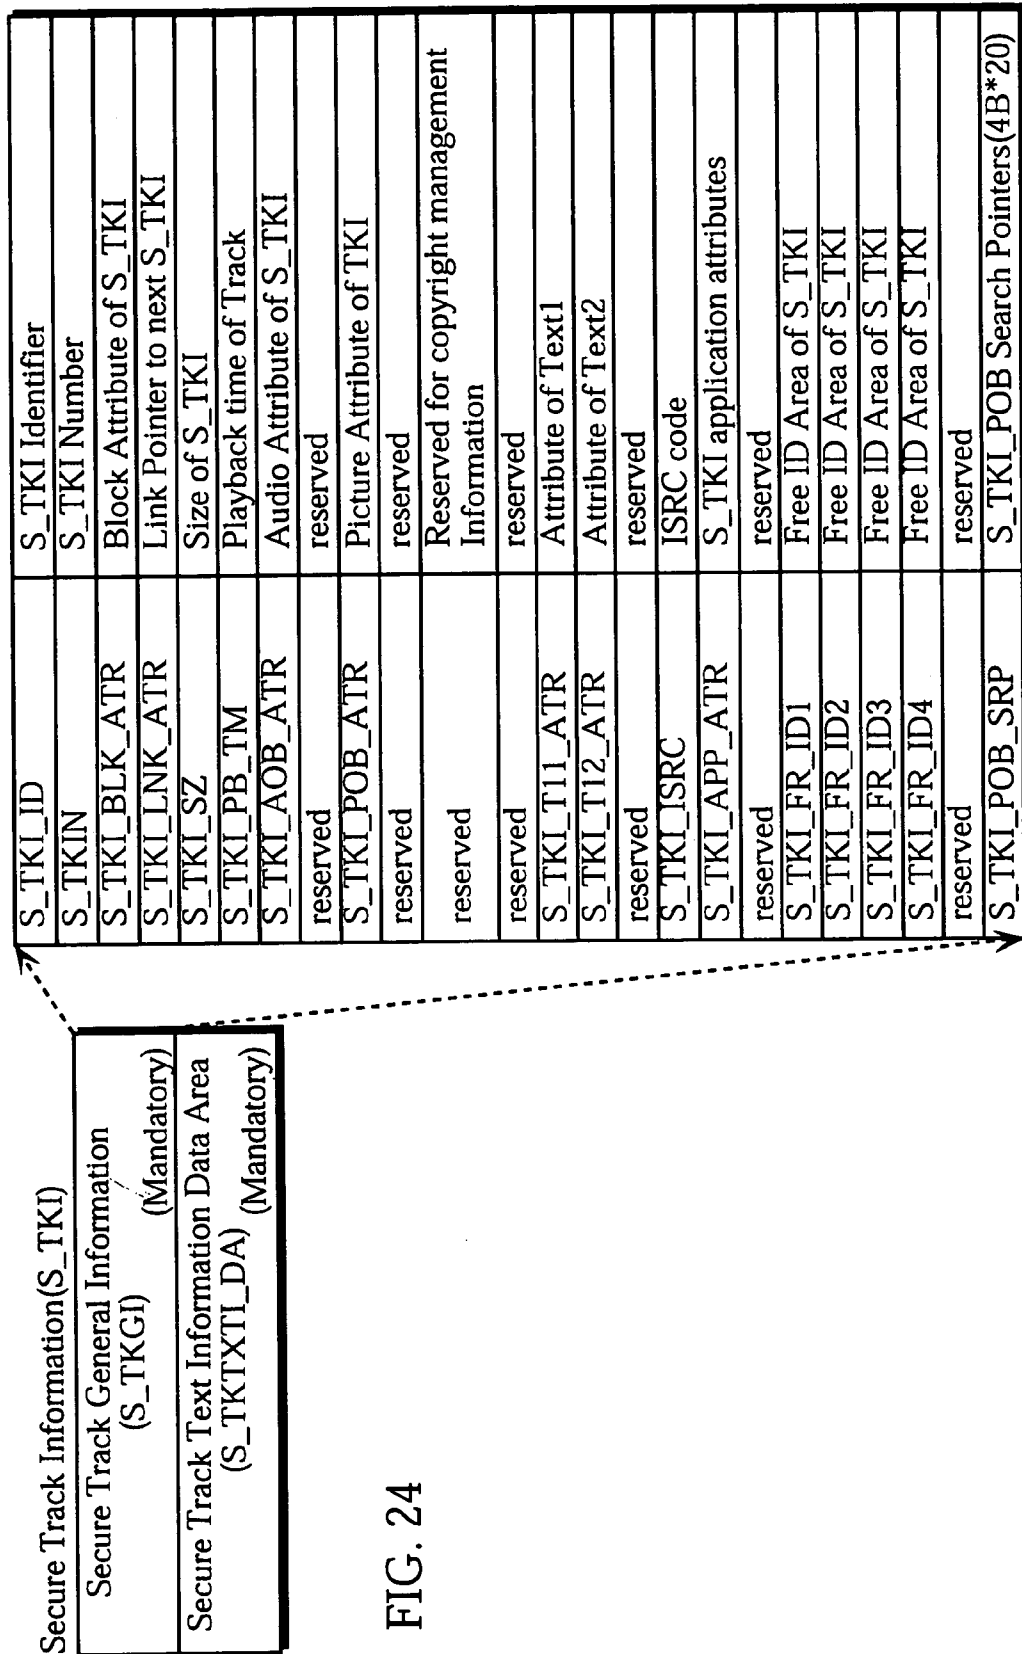 Secure Track Information(S_TKI)
Secure Track General Information
(S_TKGI)
(Mandatory)
Secure Track Text Information Data Area
(S_TKTXTI_DA)
(Mandatory)
S_TKI_ID S_TKI Identifier
S_TKIN S_TKI Number
S_TKI_BLK_ATR Block Attribute of S_TKI
S_TKI_LNK_ATR Link Pointer to next S_TKI
S_TKI_SZ Size of S_TKI
S_TKI_PB_TM Playback time of Track
S_TKI_AOB_ATR Audio Attribute of S_TKI
reserved reserved
S_TKI_POB_ATR Picture Attribute of TKI
reserved reserved
reserved Reserved for copyright management
Information
reserved reserved
S_TKI_T11_ATR Attribute of Text1
S_TKI_T12_ATR Attribute of Text2
reserved reserved
S_TKI_ISRC ISRC code
S_TKI_APP_ATR S_TKI application attributes
reserved reserved
S_TKI_FR_ID1 Free ID Area of S_TKI
S_TKI_FR_ID2 Free ID Area of S_TKI
S_TKI_FR_ID3 Free ID Area of S_TKI
S_TKI_FR_ID4 Free ID Area of S_TKI
reserved reserved
S_TKI_POB_SRP S_TKI_POB Search Pointers(4B*20)
FIG. 24